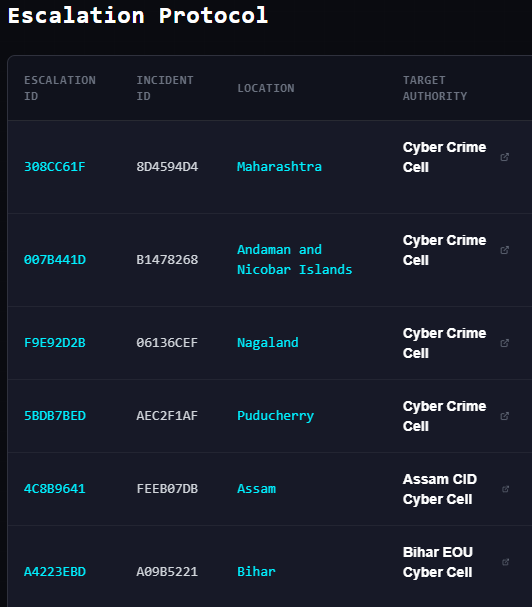 Escalation Protocol
ESCALATION ID INCIDENT ID LOCATION TARGET AUTHORITY
308CC61F 8D4594D4 Maharashtra Cyber Crime Cell
007B441D B1478268 Andaman and Nicobar Islands Cyber Crime Cell
F9E92D2B 06136CEF Nagaland Cyber Crime Cell
5BDB7BED AEC2F1AF Puducherry Cyber Crime Cell
4C8B9641 FEEB07DB Assam Assam CID Cyber Cell
A4223EBD A09B5221 Bihar Bihar EOU Cyber Cell